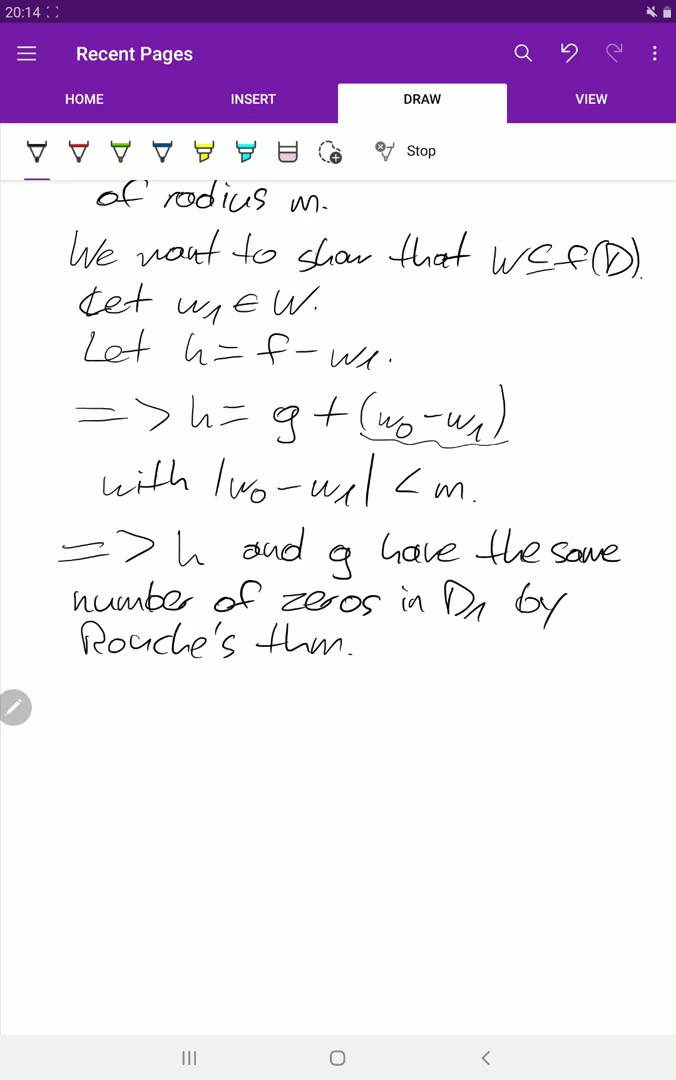 20:14
Recent Pages
HOME INSERT DRAW VIEW
Stop
of radius m.
We want to show that W⊆f(D).
Let w₁ ∈ W.
Let h = f - w₁.
=> h = g + (w₀ - w₁)
with |w₀ - w₁| < m.
=> h and g have the same
number of zeros in D₁ by
Rouche's thm.